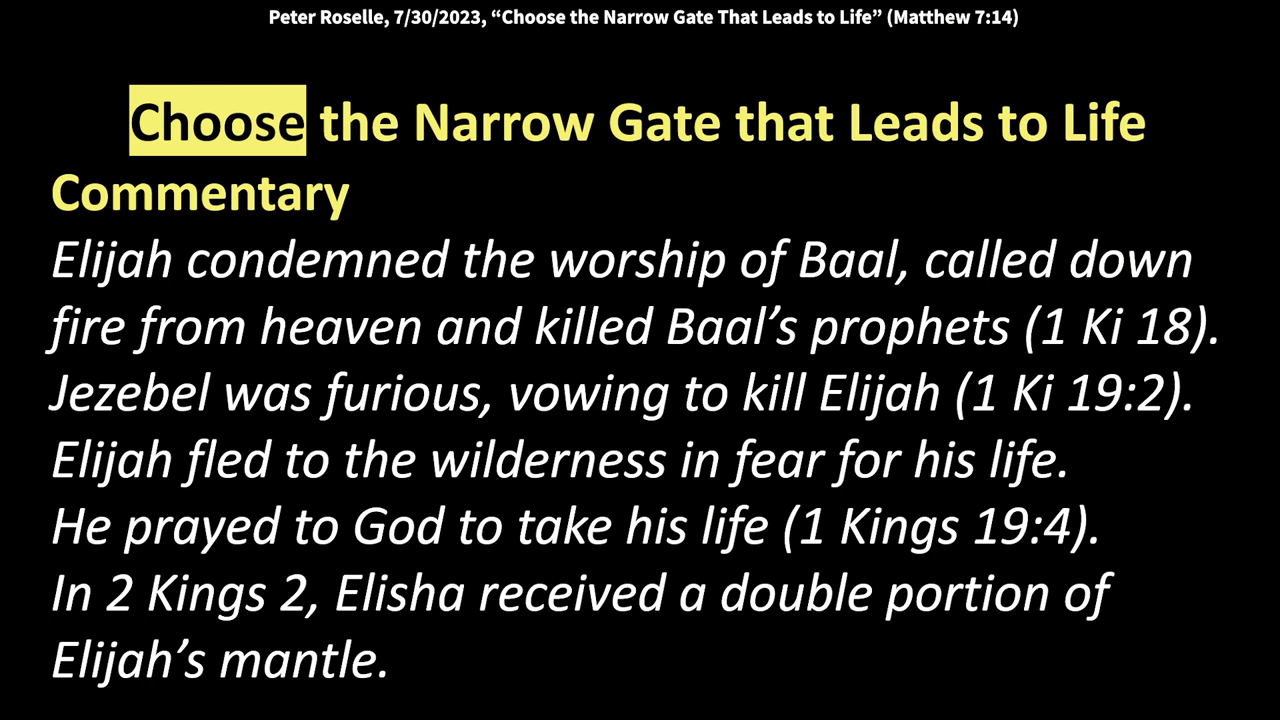 Peter Roselle, 7/30/2023, “Choose the Narrow Gate That Leads to Life” (Matthew 7:14)
Choose the Narrow Gate that Leads to Life
Commentary
Elijah condemned the worship of Baal, called down
fire from heaven and killed Baal’s prophets (1 Ki 18).
Jezebel was furious, vowing to kill Elijah (1 Ki 19:2).
Elijah fled to the wilderness in fear for his life.
He prayed to God to take his life (1 Kings 19:4).
In 2 Kings 2, Elisha received a double portion of
Elijah’s mantle.